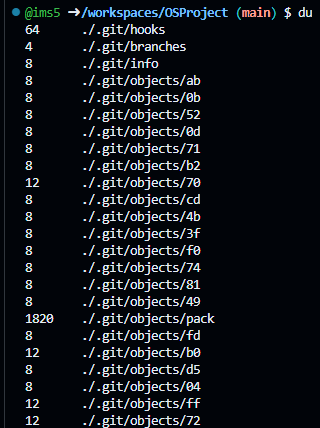 @ims5 ➜/workspaces/OSProject (main) $ du
64 ./.git/hooks
4 ./.git/branches
8 ./.git/info
8 ./.git/objects/ab
8 ./.git/objects/0b
8 ./.git/objects/52
8 ./.git/objects/0d
8 ./.git/objects/71
8 ./.git/objects/b2
12 ./.git/objects/70
8 ./.git/objects/cd
8 ./.git/objects/4b
8 ./.git/objects/3f
8 ./.git/objects/f0
8 ./.git/objects/74
8 ./.git/objects/81
8 ./.git/objects/49
1820 ./.git/objects/pack
8 ./.git/objects/fd
12 ./.git/objects/b0
8 ./.git/objects/d5
8 ./.git/objects/04
12 ./.git/objects/ff
12 ./.git/objects/72